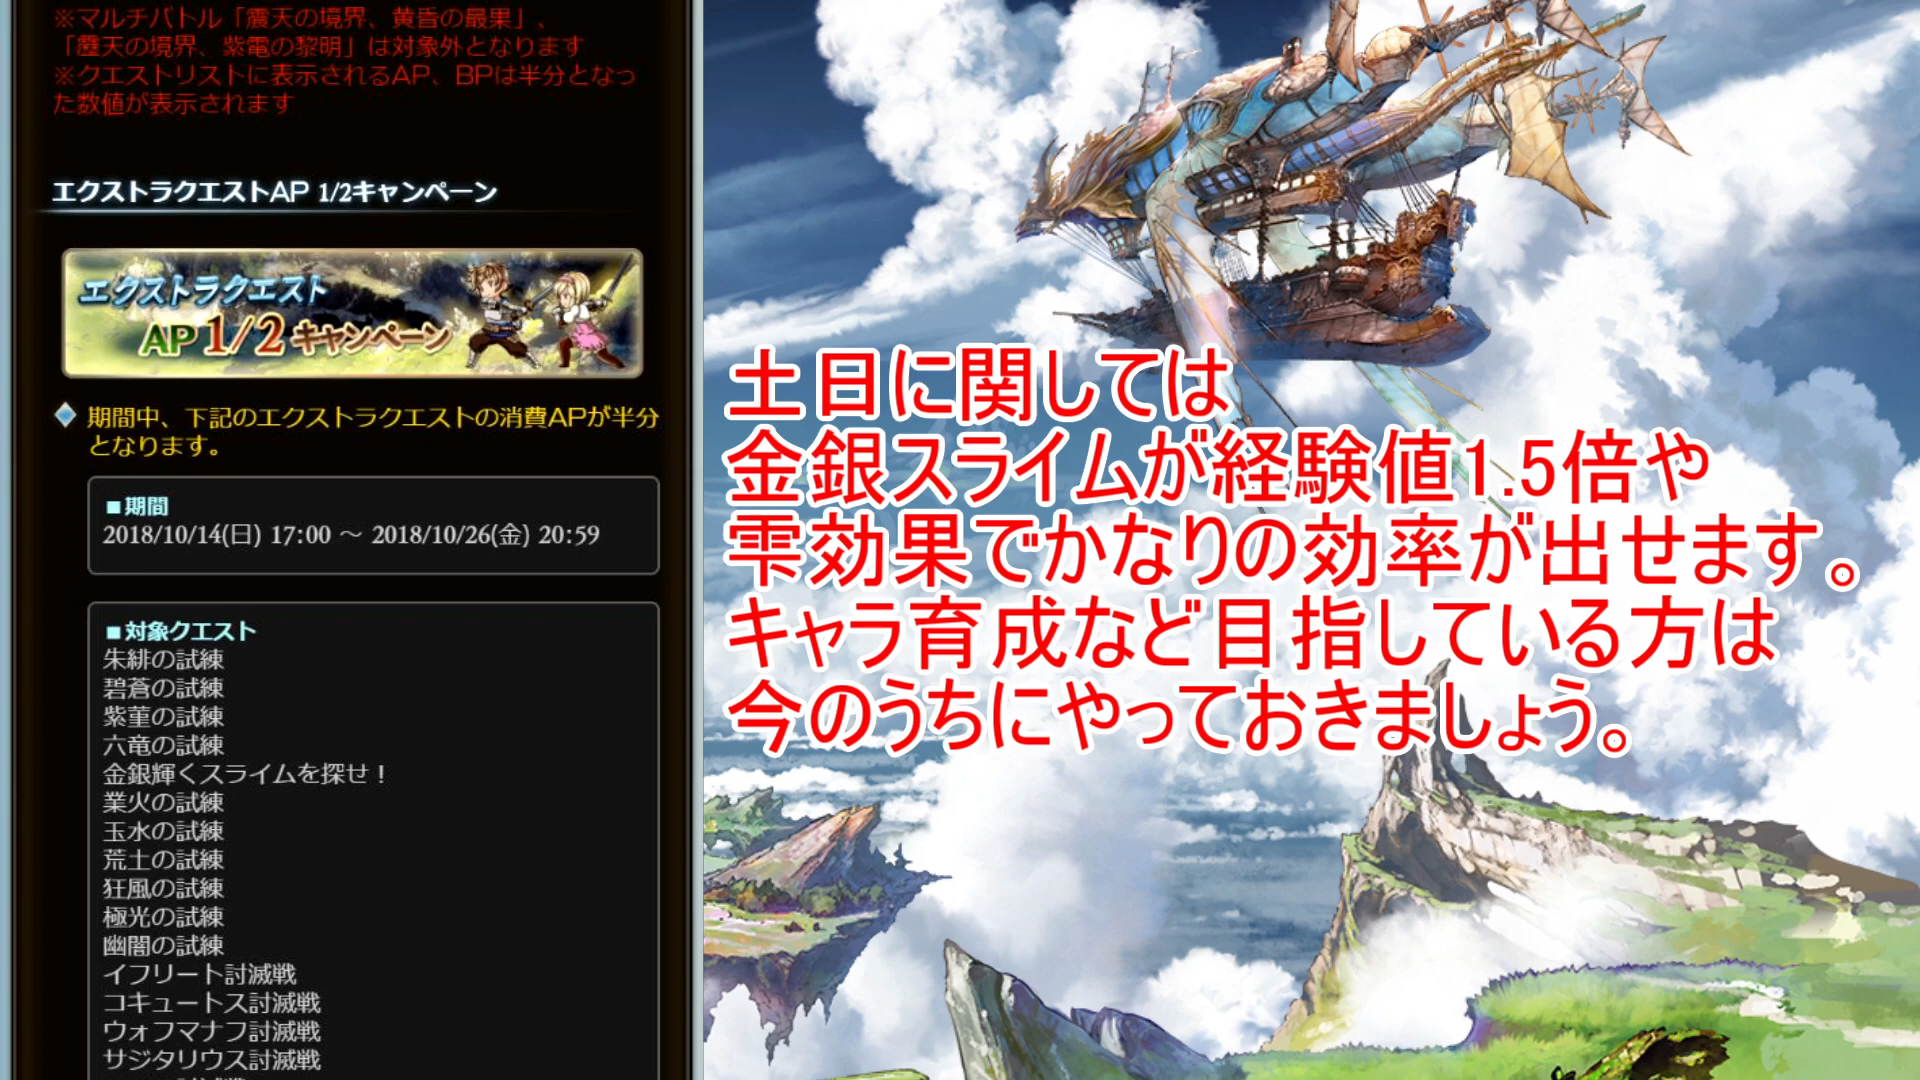 ※マルチバトル「震天の境界、黄昏の最果」、
「霆天の境界、紫電の黎明」は対象外となります
※クエストリストに表示されるAP、BPは半分となっ
た数値が表示されます
エクストラクエストAP 1/2キャンペーン
エクストラクエスト
AP 1/2 キャンペーン
期間中、下記のエクストラクエストの消費APが半分
となります。
■期間
2018/10/14(日) 17:00 ～ 2018/10/26(金) 20:59
■対象クエスト
朱緋の試練
碧蒼の試練
紫菫の試練
六竜の試練
金銀輝くスライムを探せ！
業火の試練
玉水の試練
荒土の試練
狂風の試練
極光の試練
幽闇の試練
イフリート討滅戦
コキュートス討滅戦
ウォフマナフ討滅戦
サジタリウス討滅戦
土日に関しては
金銀スライムが経験値1.5倍や
雫効果でかなりの効率が出せます。
キャラ育成など目指している方は
今のうちにやっておきましょう。